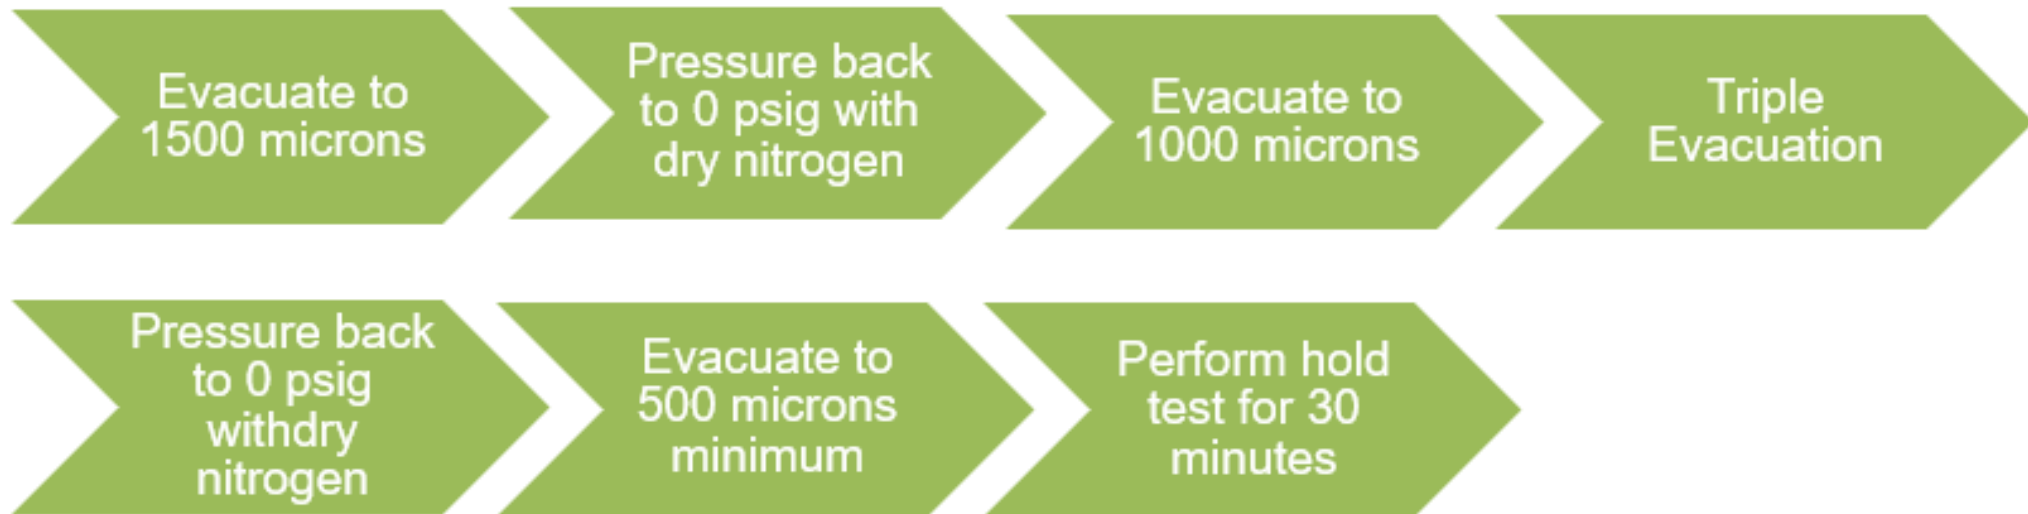 Evacuate to
1500 microns
Pressure back
to 0 psig with
dry nitrogen
Evacuate to
1000 microns
Triple
Evacuation
Pressure back
to 0 psig
withdry
nitrogen
Evacuate to
500 microns
minimum
Perform hold
test for 30
minutes